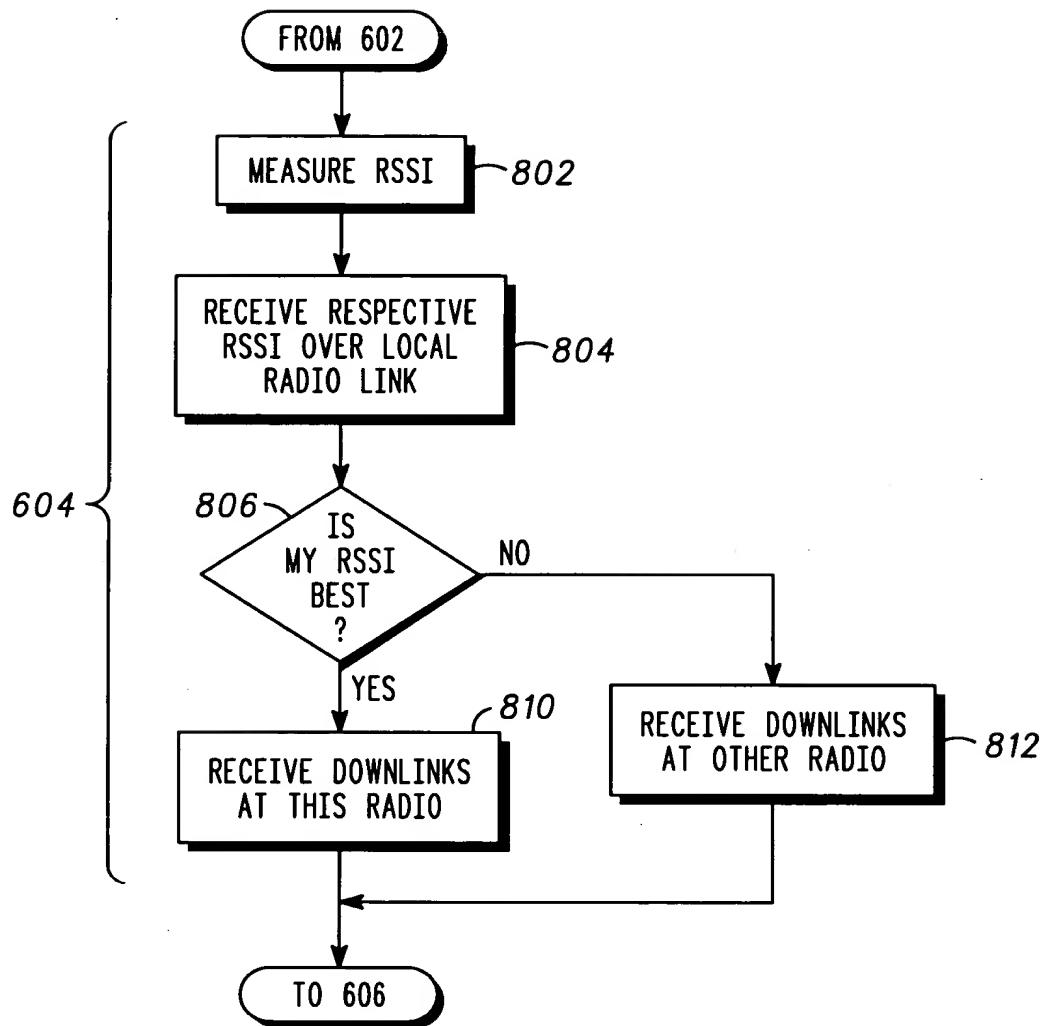 FROM 602
MEASURE RSSI
802
RECEIVE RESPECTIVE
RSSI OVER LOCAL
RADIO LINK
804
604
806
IS
MY RSSI
BEST
?
NO
YES
810
RECEIVE DOWNLINKS
AT THIS RADIO
RECEIVE DOWNLINKS
AT OTHER RADIO
812
TO 606